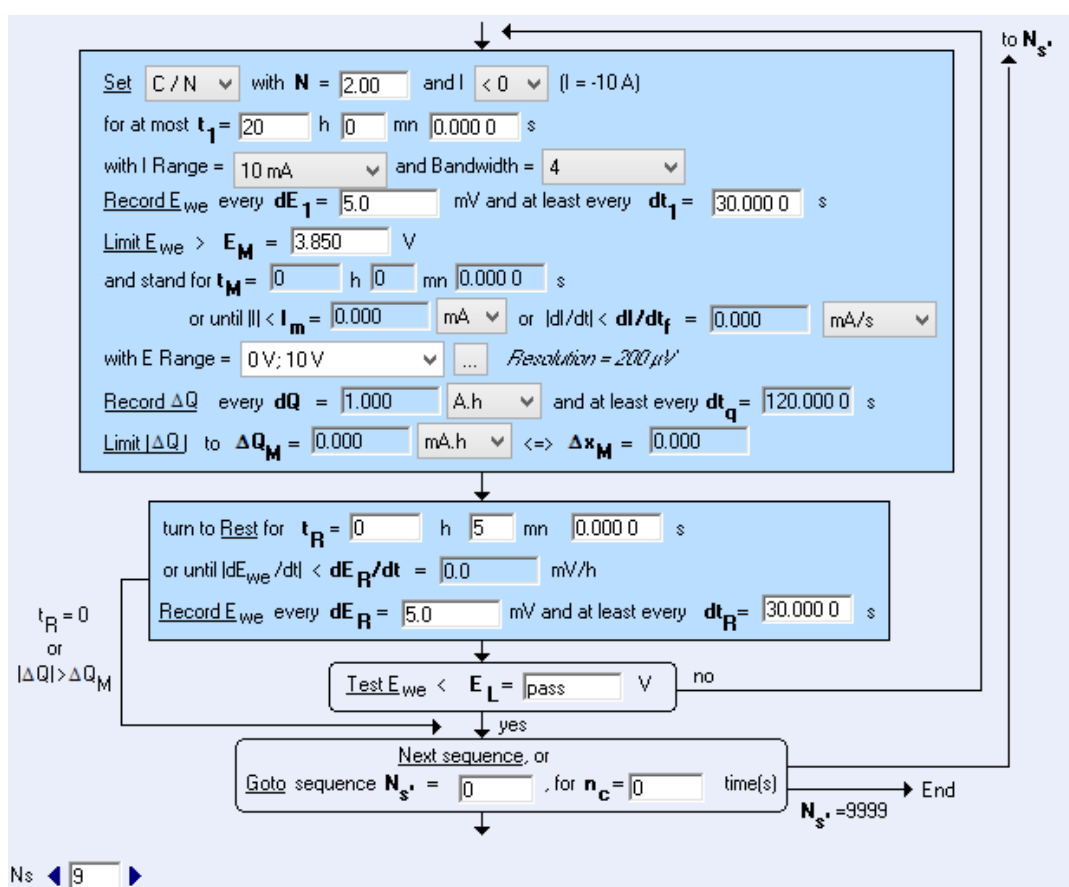 to Ns'
Set C / N with N = 2.00 and I < 0 (I = -10 A)
for at most t1 = 20 h 0 mn 0.000 0 s
with I Range = 10 mA and Bandwidth = 4
Record Ewe every dE1 = 5.0 mV and at least every dt1 = 30.000 0 s
Limit Ewe > EM = 3.850 V
and stand for tM = 0 h 0 mn 0.000 0 s
or until |I| < Im = 0.000 mA or |dI/dt| < dI/dtf = 0.000 mA/s
with E Range = 0 V; 10 V ... Resolution = 200 µV
Record ΔQ every dQ = 1.000 A.h and at least every dtq = 120.000 0 s
Limit |ΔQ| to ΔQM = 0.000 mA.h <=> ΔxM = 0.000
turn to Rest for tR = 0 h 5 mn 0.000 0 s
or until |dEwe/dt| < dER/dt = 0.0 mV/h
Record Ewe every dER = 5.0 mV and at least every dtR = 30.000 0 s
tR = 0
or
|ΔQ|>ΔQM
Test Ewe < EL = pass V
no
yes
Next sequence, or
Goto sequence Ns' = 0 , for nc = 0 time(s)
End
Ns' =9999
Ns 9